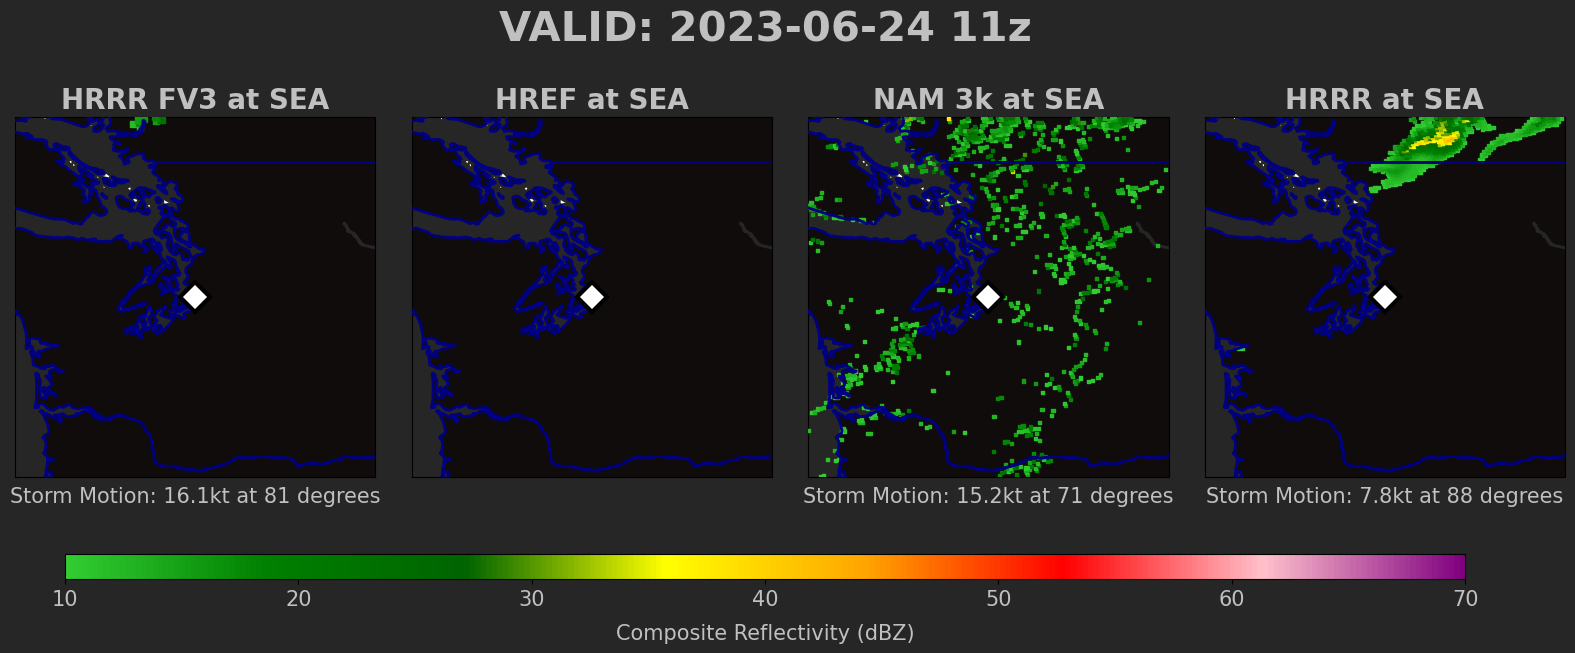 VALID: 2023-06-24 11z
HRRR FV3 at SEA
HREF at SEA
NAM 3k at SEA
HRRR at SEA
Storm Motion: 16.1kt at 81 degrees
Storm Motion: 15.2kt at 71 degrees
Storm Motion: 7.8kt at 88 degrees
10 20 30 40 50 60 70
Composite Reflectivity (dBZ)